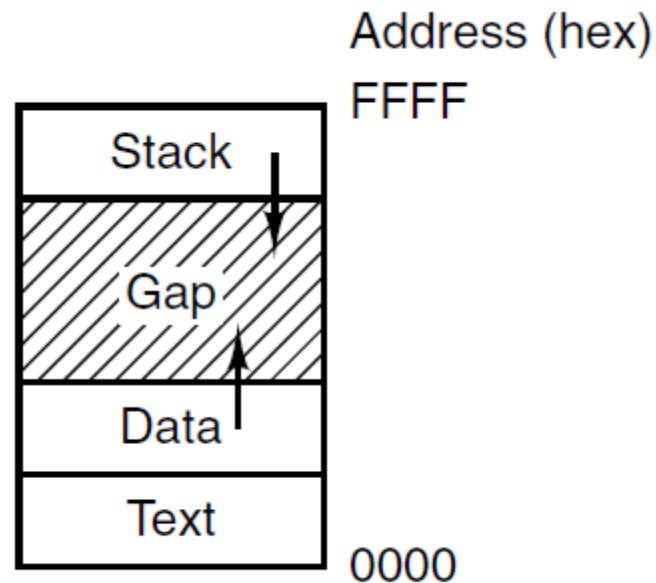 Address (hex)
FFFF
Stack
Gap
Data
Text
0000